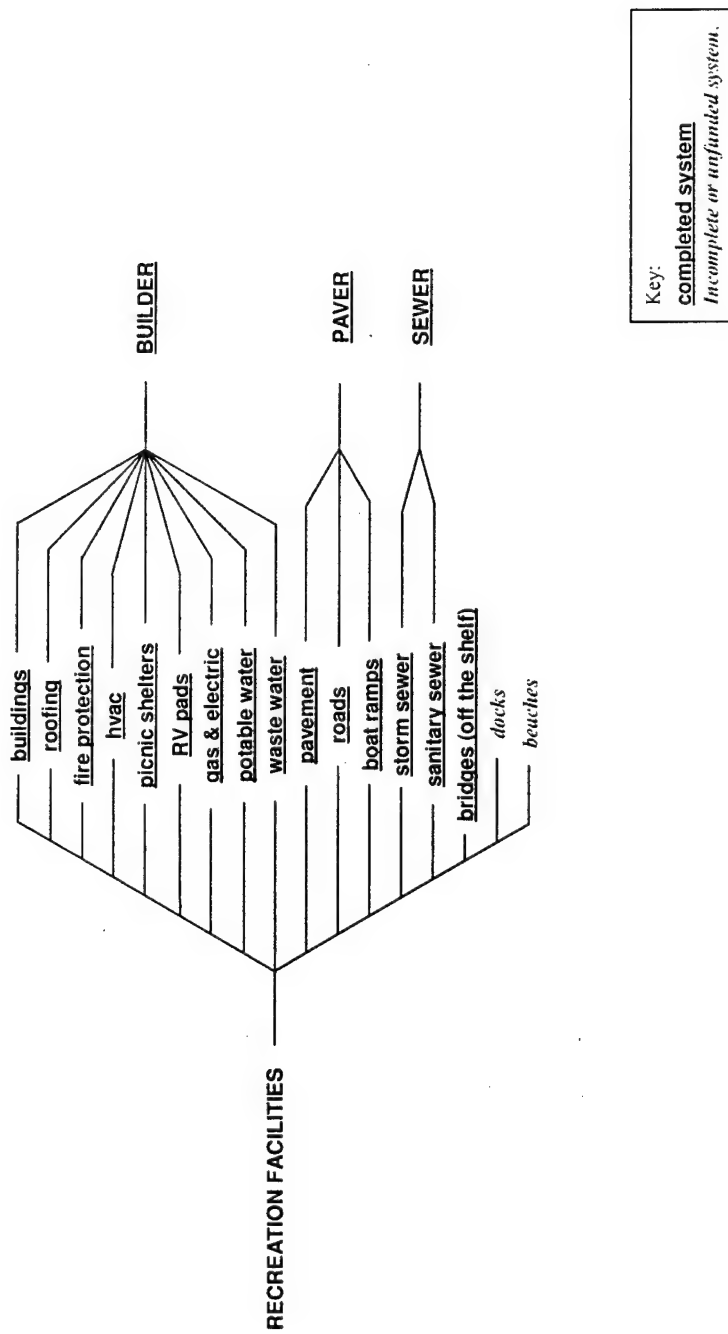 RECREATION FACILITIES
buildings
roofing
fire protection
hvac
picnic shelters
RV pads
gas & electric
potable water
waste water
pavement
roads
boat ramps
storm sewer
sanitary sewer
bridges (off the shelf)
docks
beaches
BUILDER
PAVER
SEWER
Key:
completed system
Incomplete or unfunded system.